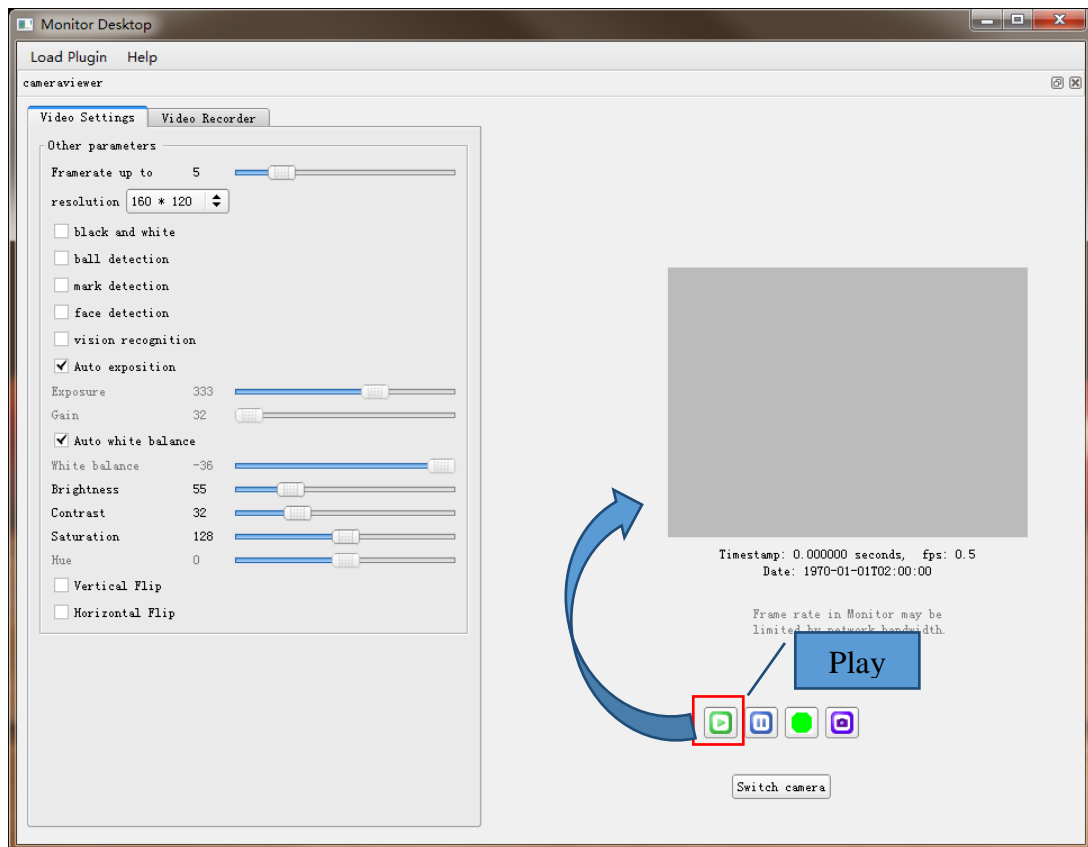 Monitor Desktop
Load Plugin Help
cameraviewer
Video Settings Video Recorder
Other parameters
Framerate up to 5
resolution 160 * 120
black and white
ball detection
mark detection
face detection
vision recognition
Auto exposition
Exposure 333
Gain 32
Auto white balance
White balance -36
Brightness 55
Contrast 32
Saturation 128
Hue 0
Vertical Flip
Horizontal Flip
Timestamp: 0.000000 seconds, fps: 0.5
Date: 1970-01-01T02:00:00
Frame rate in Monitor may be
limited by network bandwidth.
Play
Switch camera